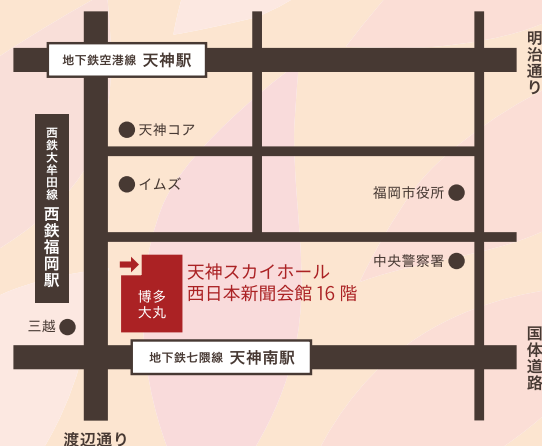 明治通り
地下鉄空港線 天神駅
天神コア
西鉄大牟田線 西鉄福岡駅
イムズ
福岡市役所
中央警察署
天神スカイホール
西日本新聞会館 16 階
博多
大丸
三越
国体道路
地下鉄七隈線 天神南駅
渡辺通り